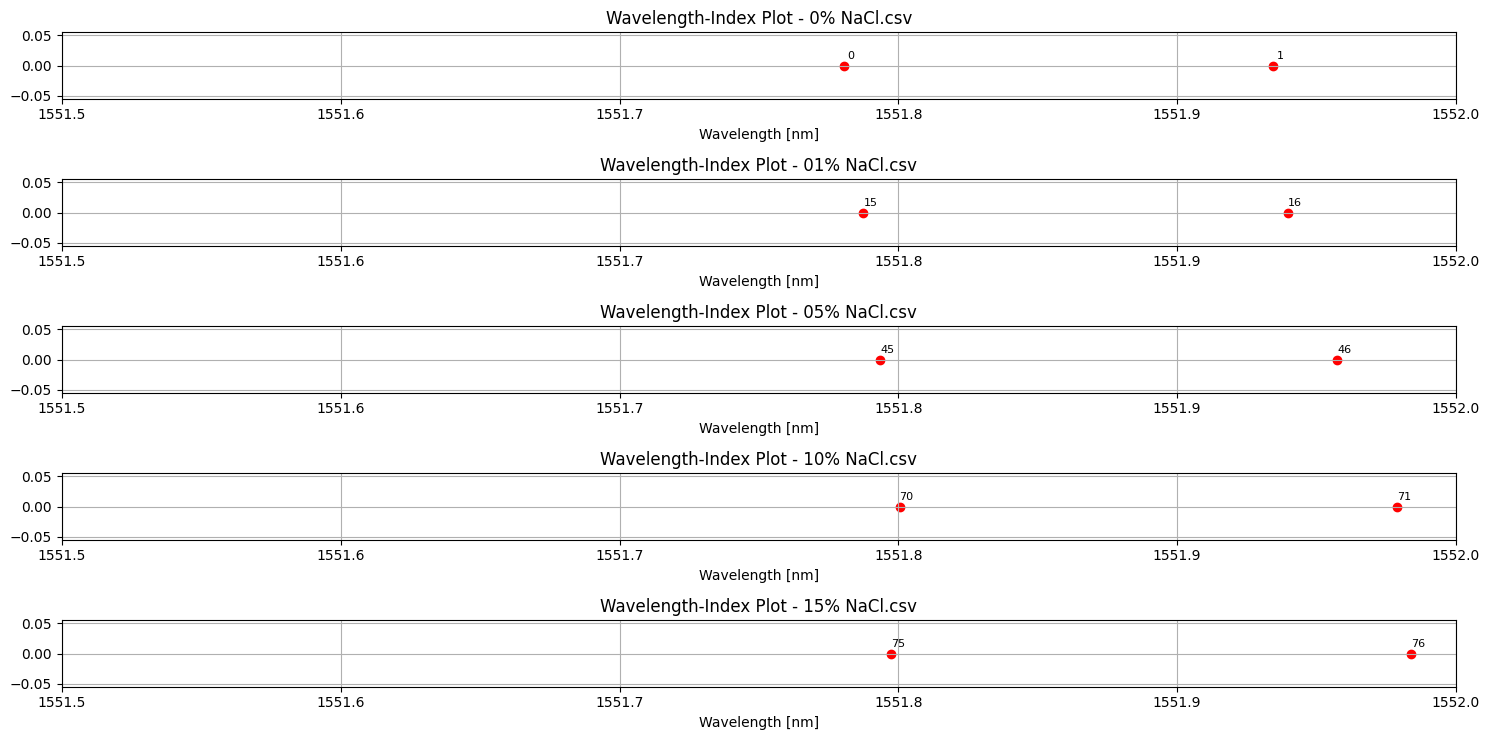 Wavelength-Index Plot - 0% NaCl.csv
0.05
0 1
0.00
−0.05
1551.5 1551.6 1551.7 1551.8 1551.9 1552.0
Wavelength [nm]
Wavelength-Index Plot - 01% NaCl.csv
0.05
15 16
0.00
−0.05
1551.5 1551.6 1551.7 1551.8 1551.9 1552.0
Wavelength [nm]
Wavelength-Index Plot - 05% NaCl.csv
0.05
45 46
0.00
−0.05
1551.5 1551.6 1551.7 1551.8 1551.9 1552.0
Wavelength [nm]
Wavelength-Index Plot - 10% NaCl.csv
0.05
70 71
0.00
−0.05
1551.5 1551.6 1551.7 1551.8 1551.9 1552.0
Wavelength [nm]
Wavelength-Index Plot - 15% NaCl.csv
0.05
75 76
0.00
−0.05
1551.5 1551.6 1551.7 1551.8 1551.9 1552.0
Wavelength [nm]